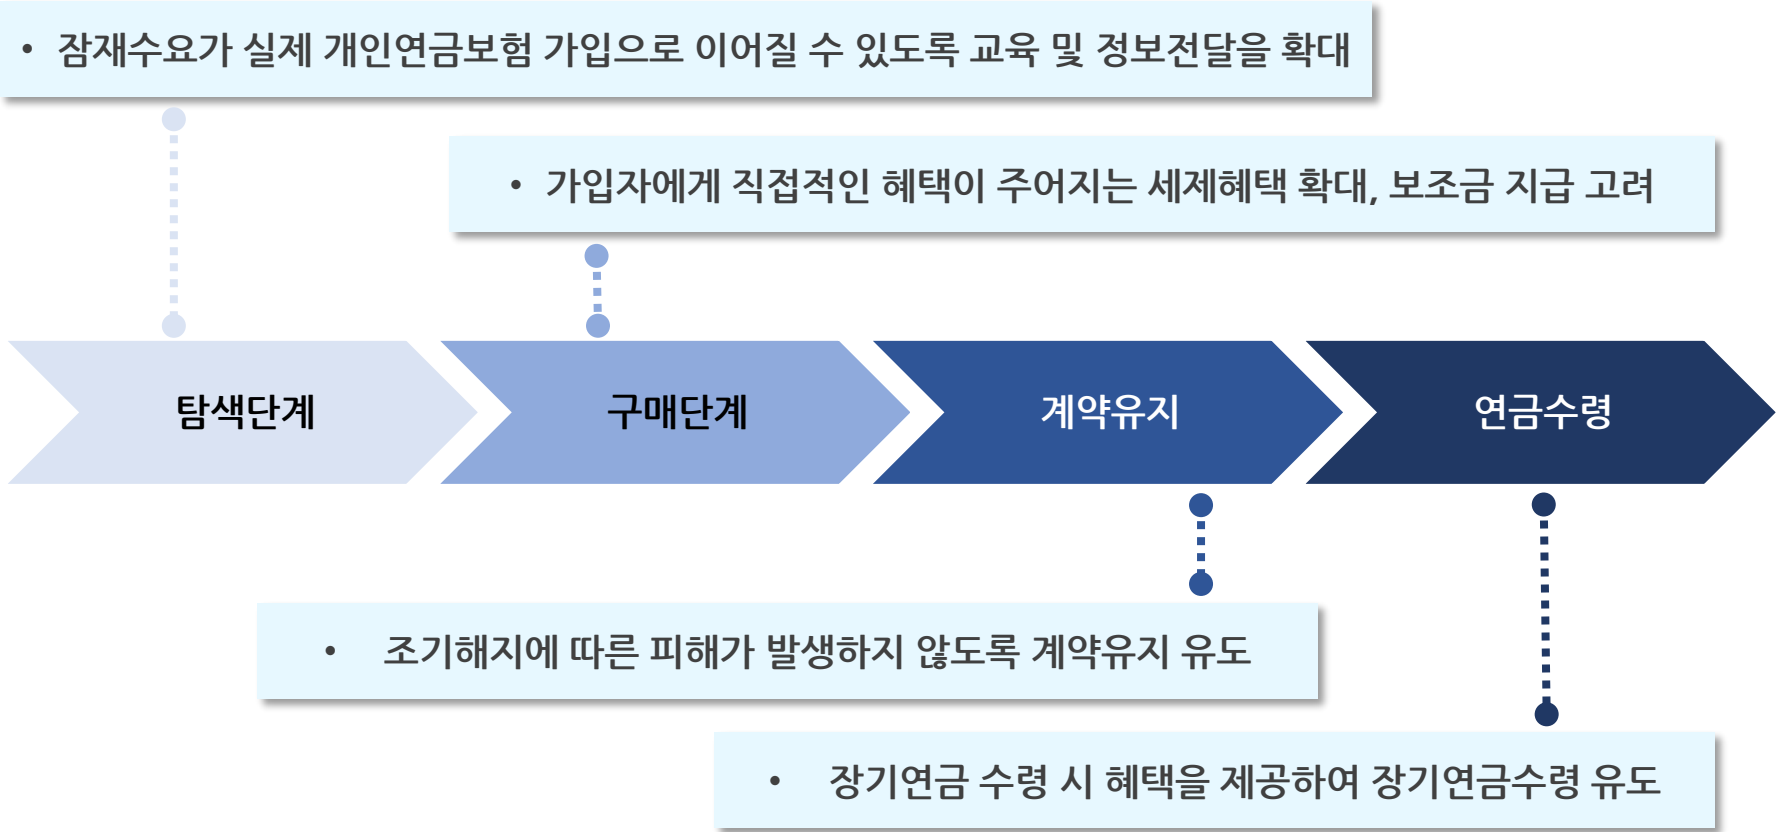 • 잠재수요가 실제 개인연금보험 가입으로 이어질 수 있도록 교육 및 정보전달을 확대
• 가입자에게 직접적인 혜택이 주어지는 세제혜택 확대, 보조금 지급 고려
탐색단계
구매단계
계약유지
연금수령
• 조기해지에 따른 피해가 발생하지 않도록 계약유지 유도
• 장기연금 수령 시 혜택을 제공하여 장기연금수령 유도